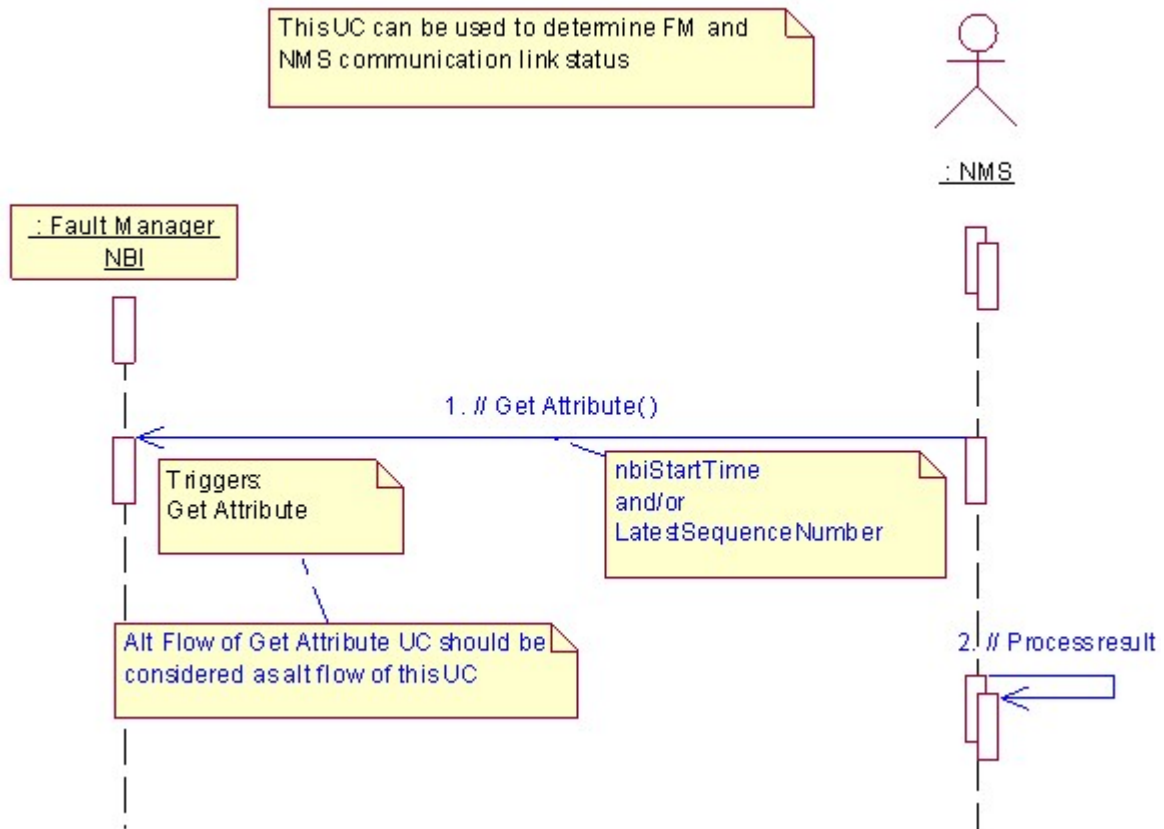 This UC can be used to determine FM and
NMS communication link status
: NMS
: Fault Manager
NBI
1. // Get Attribute()
Triggers:
Get Attribute
nbiStartTime
and/or
LatestSequenceNumber
Alt Flow of Get Attribute UC should be
considered as alt flow of this UC
2. // Process result